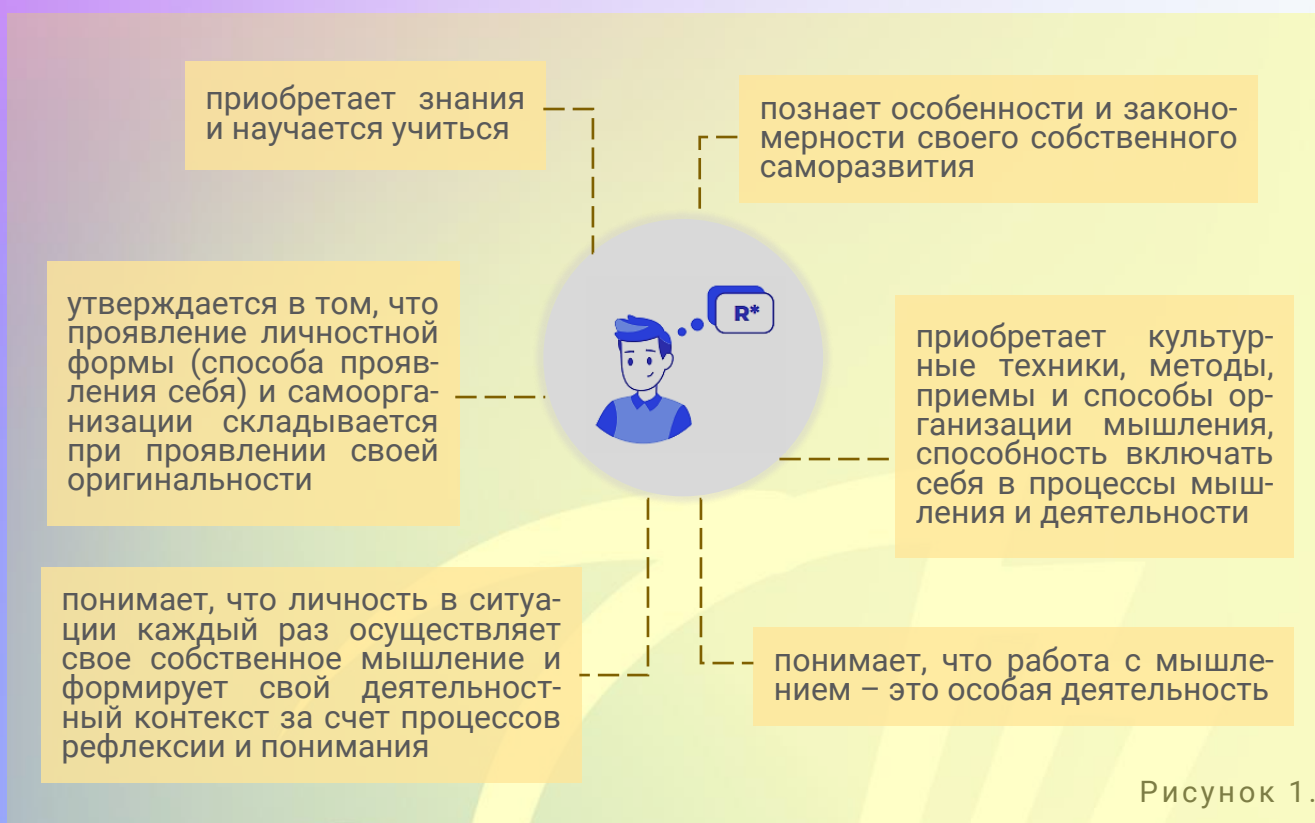 приобретает знания
и научается учиться
познает особенности и законо-
мерности своего собственного
саморазвития
утверждается в том, что
проявление личностной
формы (способа прояв-
ления себя) и самоорга-
низации складывается
при проявлении своей
оригинальности
R*
приобретает культур-
ные техники, методы,
приемы и способы ор-
ганизации мышления,
способность включать
себя в процессы мыш-
ления и деятельности
понимает, что личность в ситуа-
ции каждый раз осуществляет
свое собственное мышление и
формирует свой деятельност-
ный контекст за счет процессов
рефлексии и понимания
понимает, что работа с мышле-
нием – это особая деятельность
Рисунок 1.